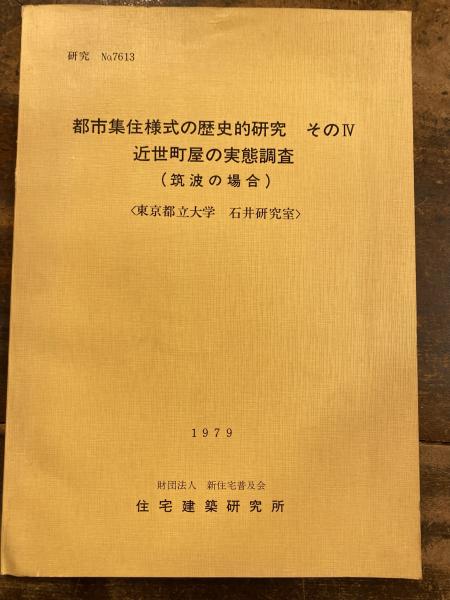 研究 №7613
都市集住様式の歴史的研究 そのⅣ
近世町屋の実態調査
(筑波の場合)
〈東京都立大学 石井研究室〉
1979
財団法人 新住宅普及会
住宅建築研究所